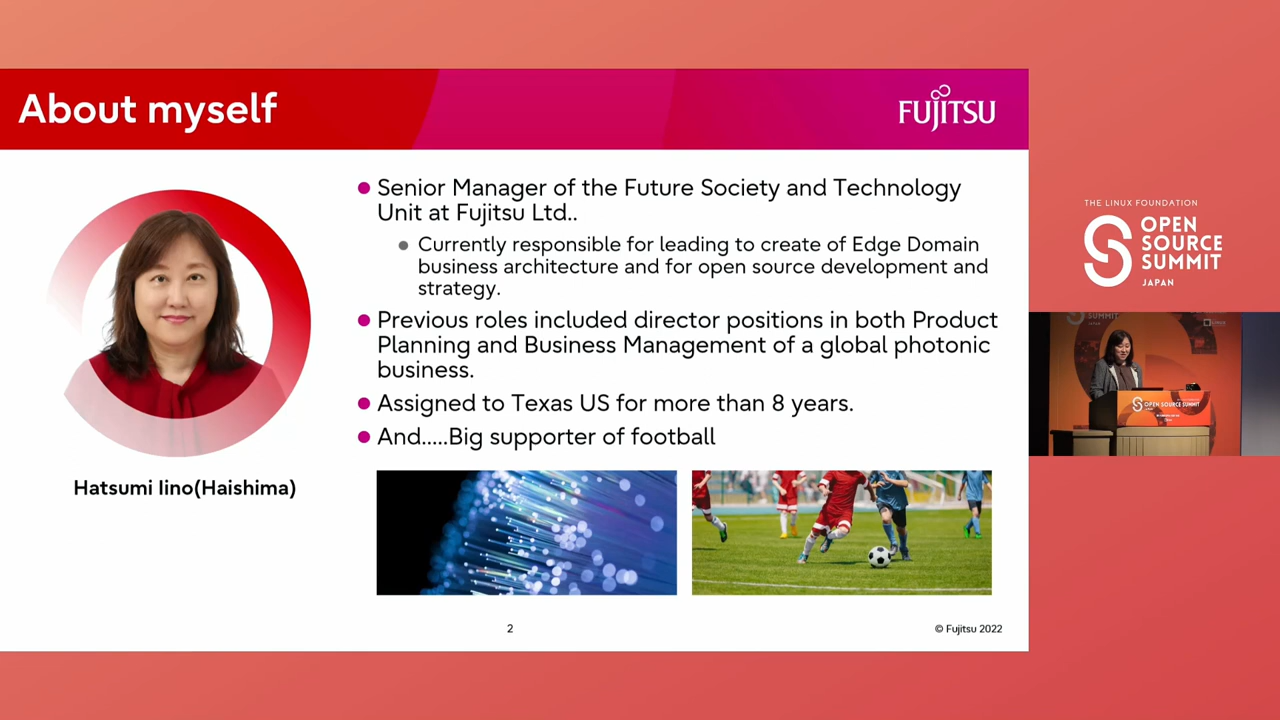 About myself
FUJITSU
Senior Manager of the Future Society and Technology
Unit at Fujitsu Ltd..
Currently responsible for leading to create of Edge Domain
business architecture and for open source development and
strategy.
Previous roles included director positions in both Product
Planning and Business Management of a global photonic
business.
Assigned to Texas US for more than 8 years.
And.....Big supporter of football
Hatsumi Iino(Haishima)
2
© Fujitsu 2022
THE LINUX FOUNDATION
OPEN
SOURCE
SUMMIT
JAPAN
SUMMIT
OPEN SOURCE SUMMIT